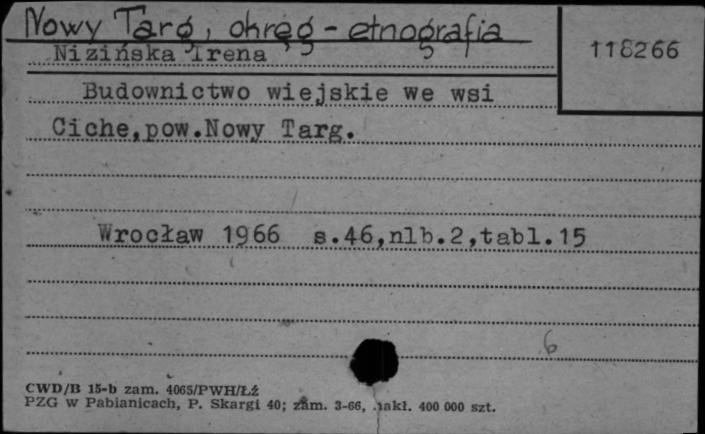 Nowy Targ, okręg - etnografia
Nizińska Irena
118266
Budownictwo wiejskie we wsi
Ciche, pow. Nowy Targ.
Wrocław 1966 s.46, nlb.2, tabl.15
6
CWD/B 15-b zam. 4065/PWH/Łź
PZG w Pabianicach, P. Skargi 40; zam. 3-66, nakł. 400 000 szt.